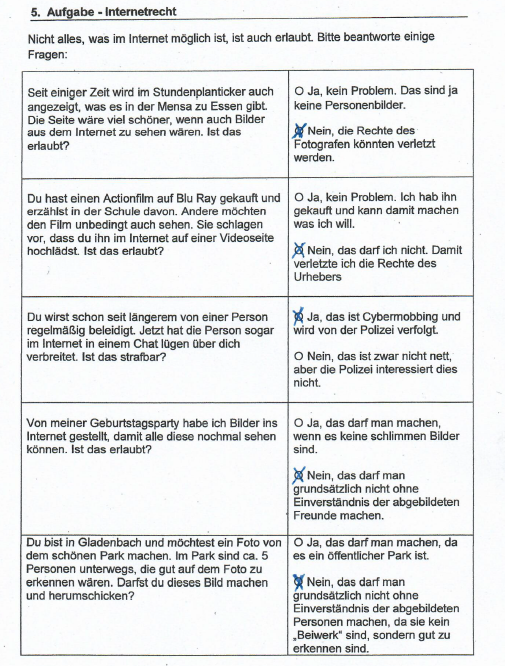 5. Aufgabe - Internetrecht
Nicht alles, was im Internet möglich ist, ist auch erlaubt. Bitte beantworte einige
Fragen:
Seit einiger Zeit wird im Stundenplanticker auch
angezeigt, was es in der Mensa zu Essen gibt.
Die Seite wäre viel schöner, wenn auch Bilder
aus dem Internet zu sehen wären. Ist das
erlaubt?
O Ja, kein Problem. Das sind ja
keine Personenbilder.
O Nein, die Rechte des
Fotografen könnten verletzt
werden.
Du hast einen Actionfilm auf Blu Ray gekauft und
erzählst in der Schule davon. Andere möchten
den Film unbedingt auch sehen. Sie schlagen
vor, dass du ihn im Internet auf einer Videoseite
hochlädst. Ist das erlaubt?
O Ja, kein Problem. Ich hab ihn
gekauft und kann damit machen
was ich will.
O Nein, das darf ich nicht. Damit
verletzte ich die Rechte des
Urhebers
Du wirst schon seit längerem von einer Person
regelmäßig beleidigt. Jetzt hat die Person sogar
im Internet in einem Chat lügen über dich
verbreitet. Ist das strafbar?
O Ja, das ist Cybermobbing und
wird von der Polizei verfolgt.
O Nein, das ist zwar nicht nett,
aber die Polizei interessiert dies
nicht.
Von meiner Geburtstagsparty habe ich Bilder ins
Internet gestellt, damit alle diese nochmal sehen
können. Ist das erlaubt?
O Ja, das darf man machen,
wenn es keine schlimmen Bilder
sind.
O Nein, das darf man
grundsätzlich nicht ohne
Einverständnis der abgebildeten
Freunde machen.
Du bist in Gladenbach und möchtest ein Foto von
dem schönen Park machen. Im Park sind ca. 5
Personen unterwegs, die gut auf dem Foto zu
erkennen wären. Darfst du dieses Bild machen
und herumschicken?
O Ja, das darf man machen, da
es ein öffentlicher Park ist.
O Nein, das darf man
grundsätzlich nicht ohne
Einverständnis der abgebildeten
Personen machen, da sie kein
„Beiwerk“ sind, sondern gut zu
erkennen sind.